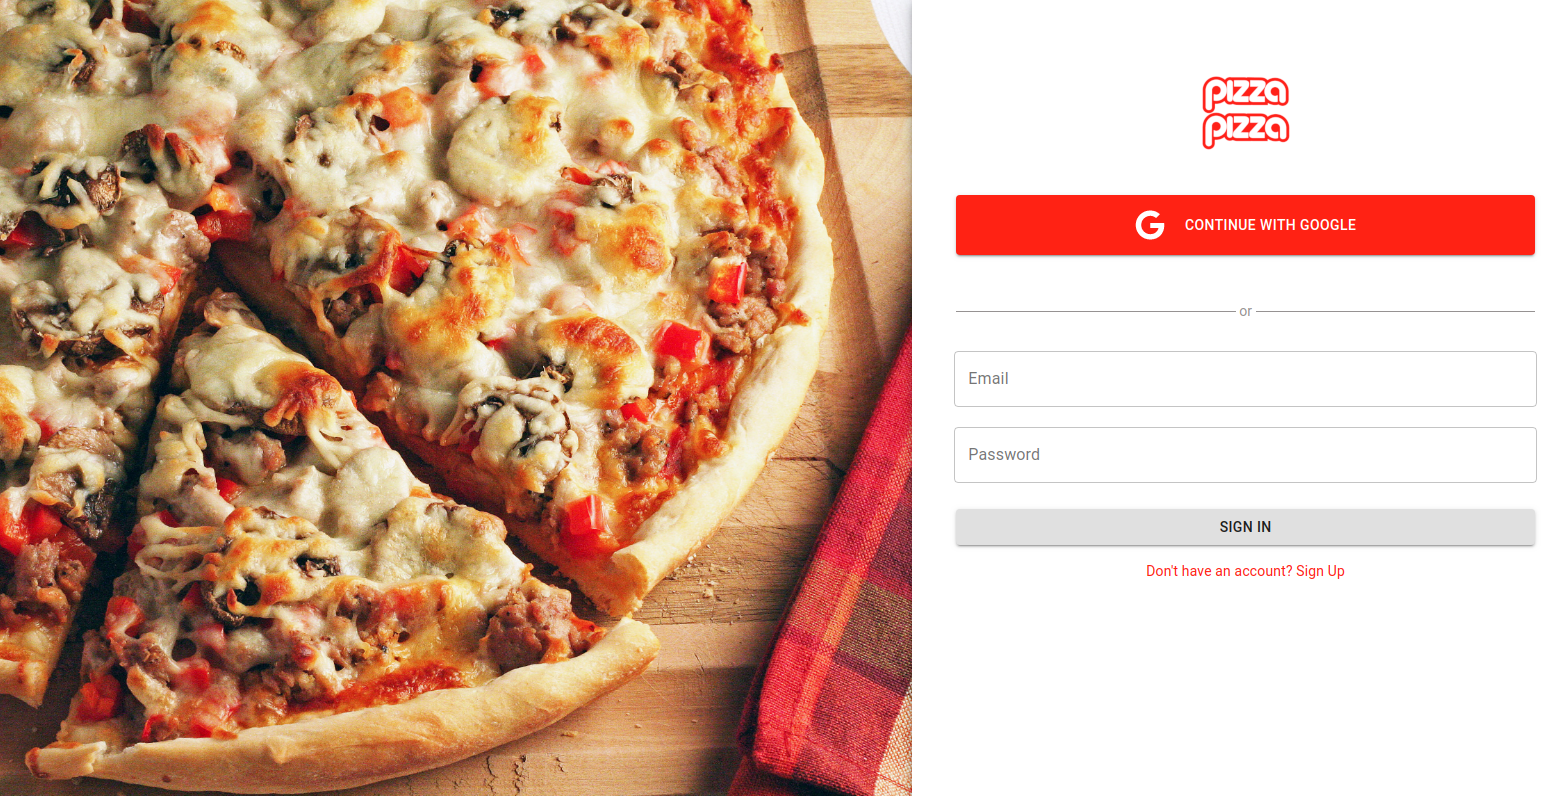 pizza
pizza
CONTINUE WITH GOOGLE
or
Email
Password
SIGN IN
Don't have an account? Sign Up